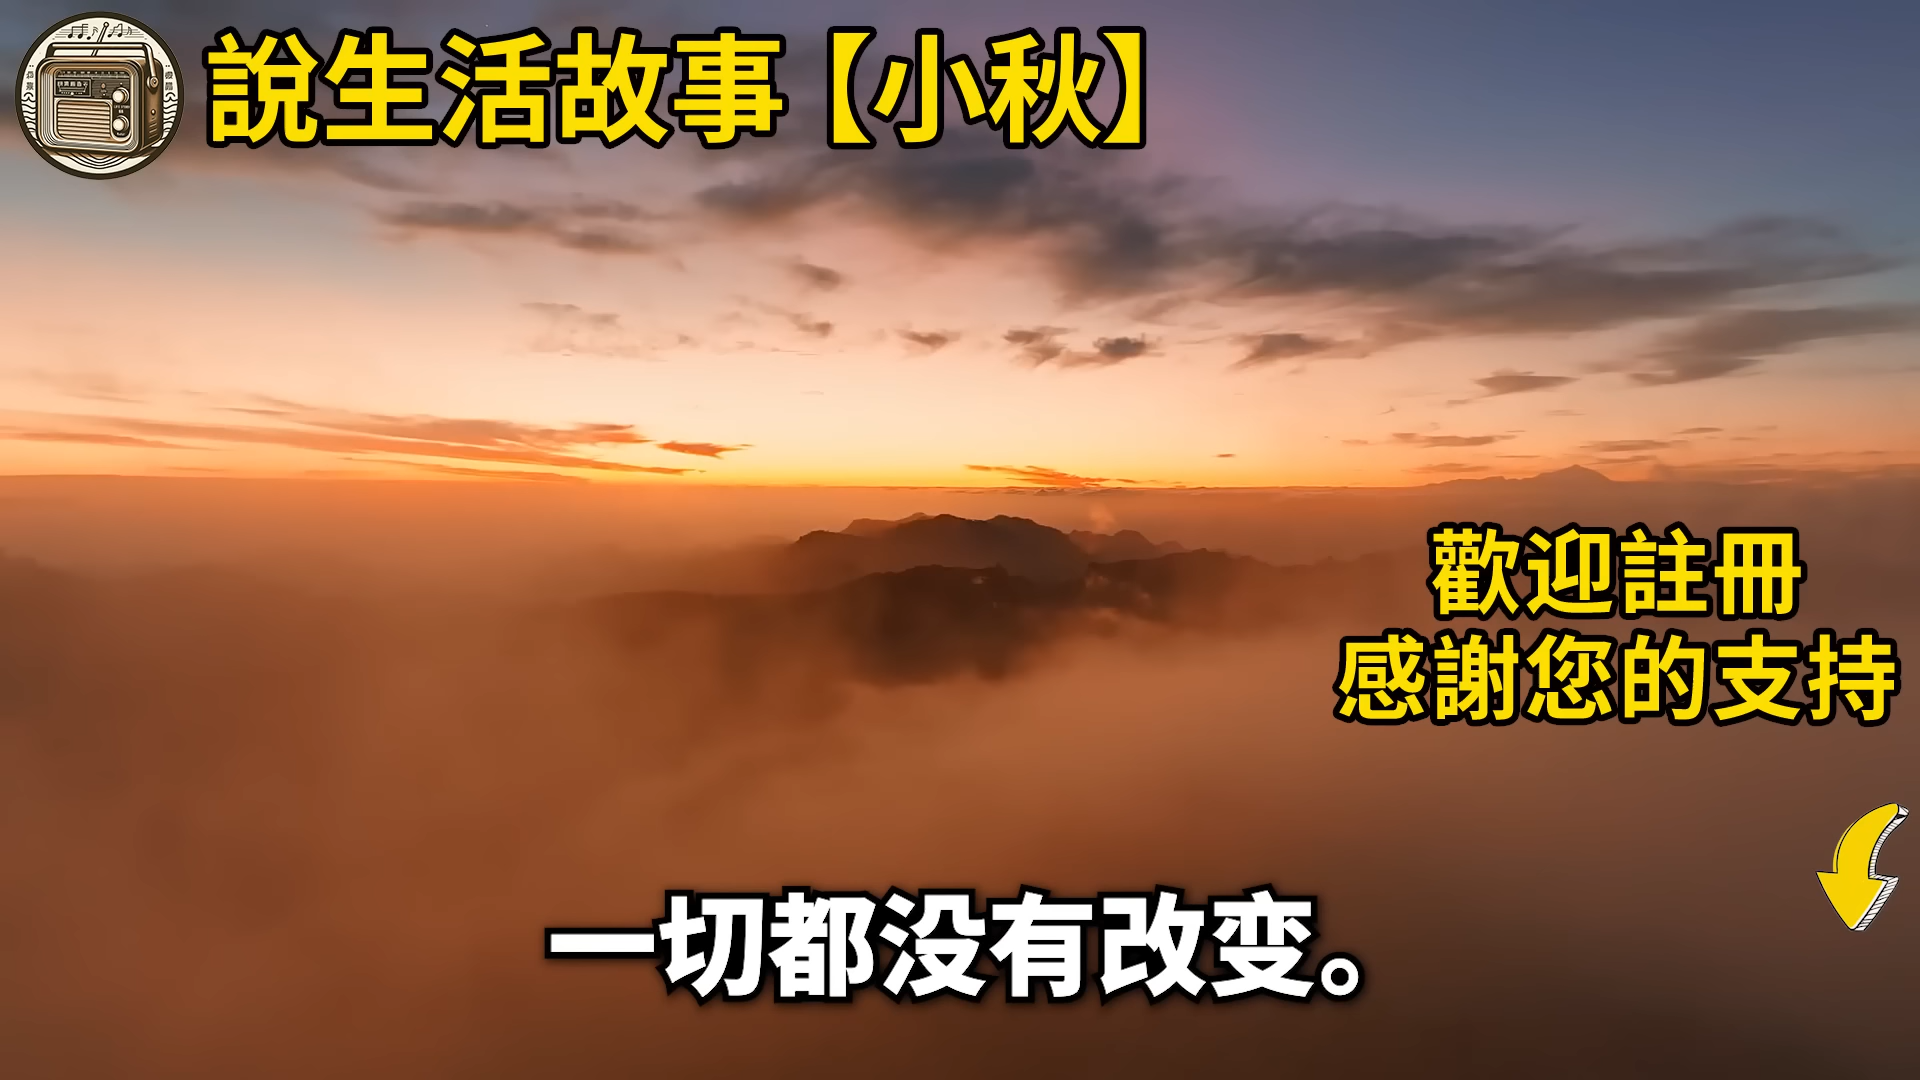 說生活故事【小秋】
歡迎註冊
感謝您的支持
一切都没有改变。